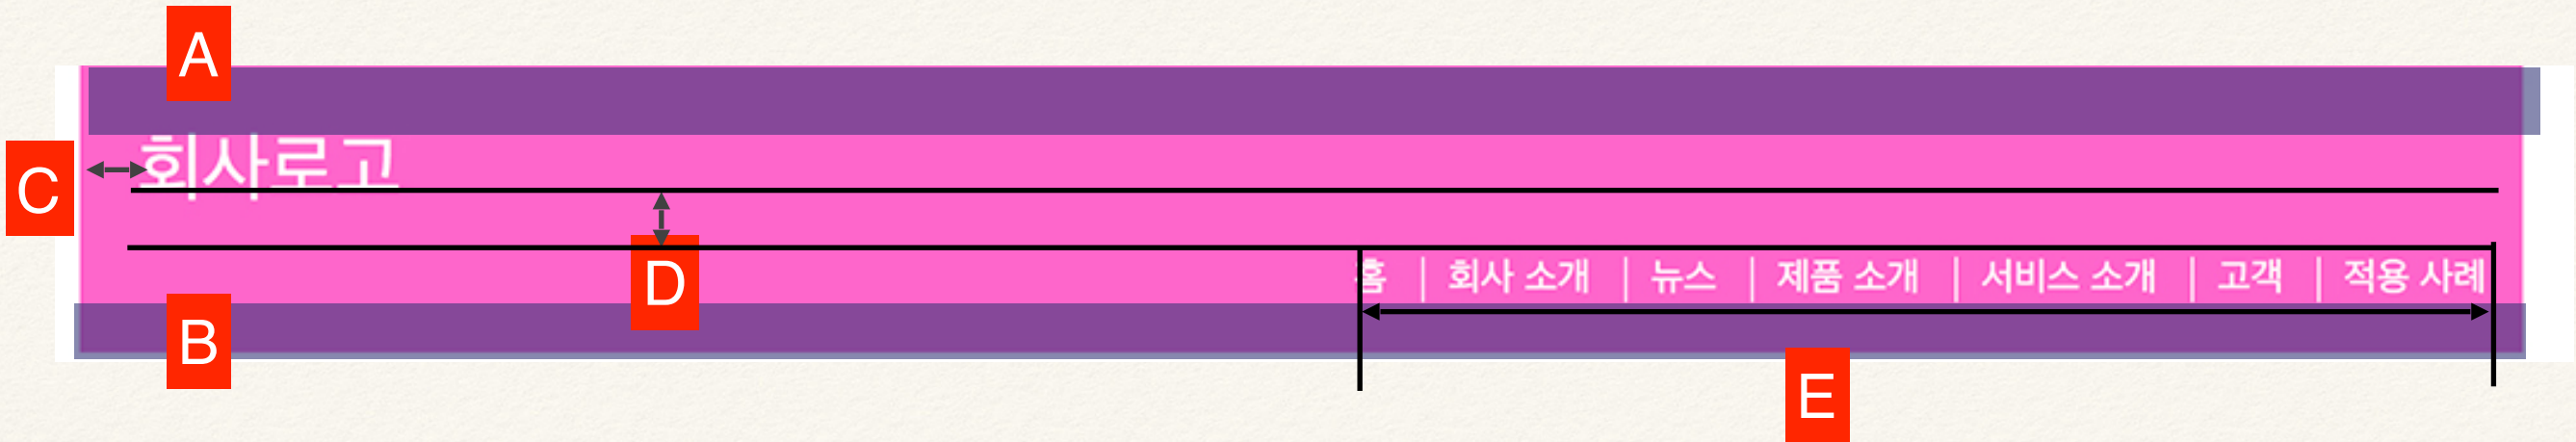 A
회사로고
C
D
홈 | 회사 소개 | 뉴스 | 제품 소개 | 서비스 소개 | 고객 | 적용 사례
B
E